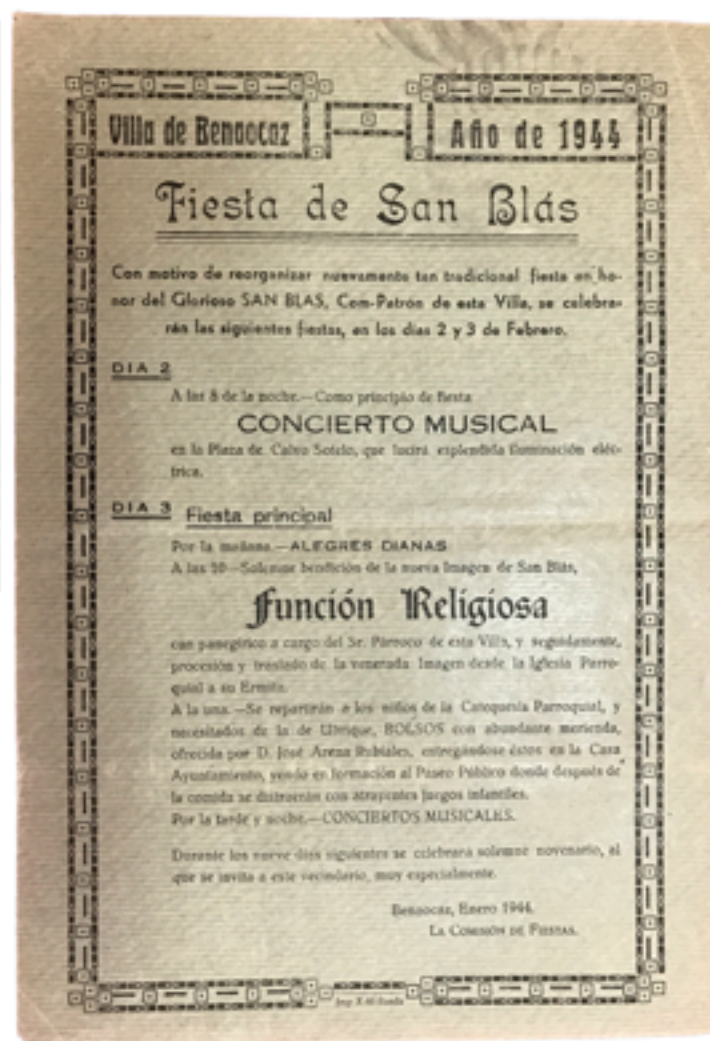 Villa de Benaocaz
Año de 1944
Fiesta de San Blás
Con motivo de reorganizar nuevamente tan tradicional fiesta en ho-
nor del Glorioso SAN BLAS, Com-Patrón de esta Villa, se celebra-
rán las siguientes fiestas, en los dias 2 y 3 de Febrero.
DIA 2
A las 8 de la noche.—Como principio de fiesta
CONCIERTO MUSICAL
en la Plaza de Calvo Sotelo, que lucirá esplendida iluminación eléc-
trica.
DIA 3 Fiesta principal
Por la mañana.—ALEGRES DIANAS
A las 10—Solemne bendición de la nueva Imagen de San Blás,
Función Religiosa
con panegírico a cargo del Sr. Párroco de esta Villa, y seguidamente,
procesión y traslado de la venerada Imagen desde la Iglesia Parro-
quial a su Ermita.
A la una.—Se repartirán a los niños de la Catequesis Parroquial, y
necesitados de la de Ubrique, BOLSOS con abundante merienda,
ofrecida por D. José Arena Rubiales, entregándose éstos en la Casa
Ayuntamiento, yendo en formación al Paseo Público donde después de
la comida se distraerán con atrayentes juegos infantiles.
Por la tarde y noche.—CONCIERTOS MUSICALES.
Durante los nueve dias siguientes se celebrará solemne novenario, al
que se invita a este vecindario, muy especialmente.
Benaocaz, Enero 1944.
LA COMISIÓN DE FIESTAS.